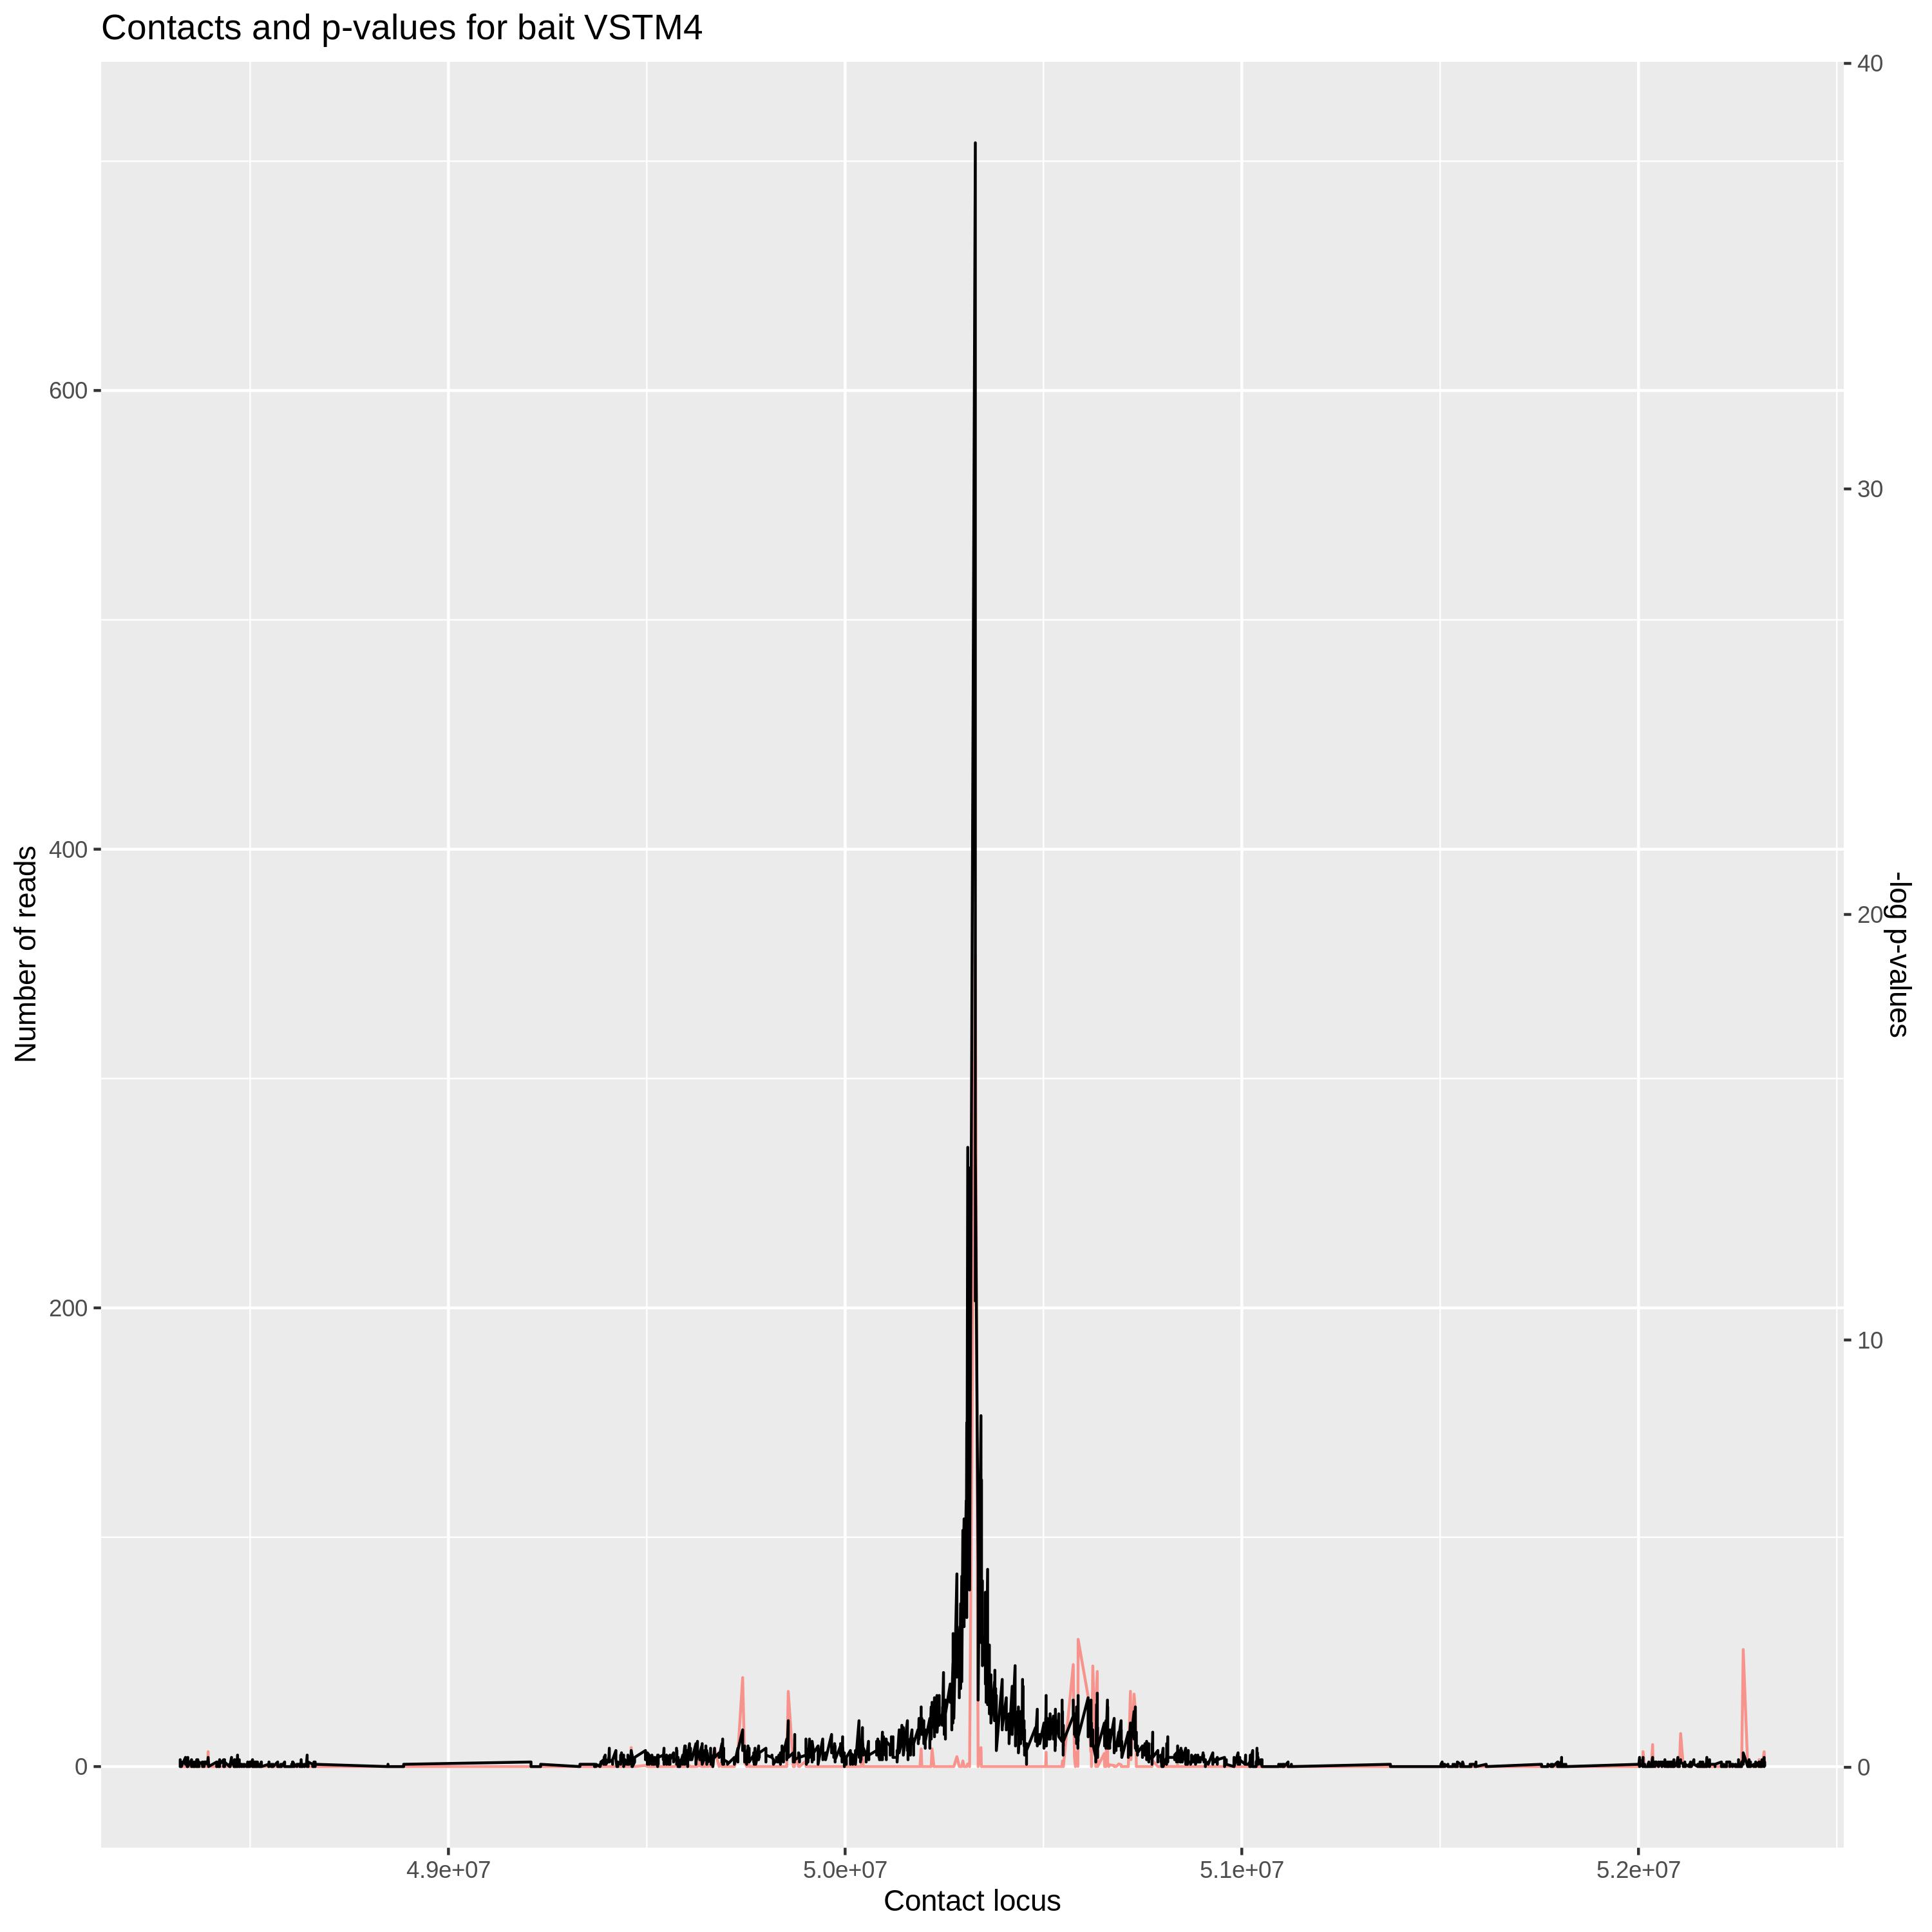 Contacts and p-values for bait VSTM4
Number of reads
600
400
200
0
40
30
20
10
0
-log p-values
4.9e+07 5.0e+07 5.1e+07 5.2e+07
Contact locus